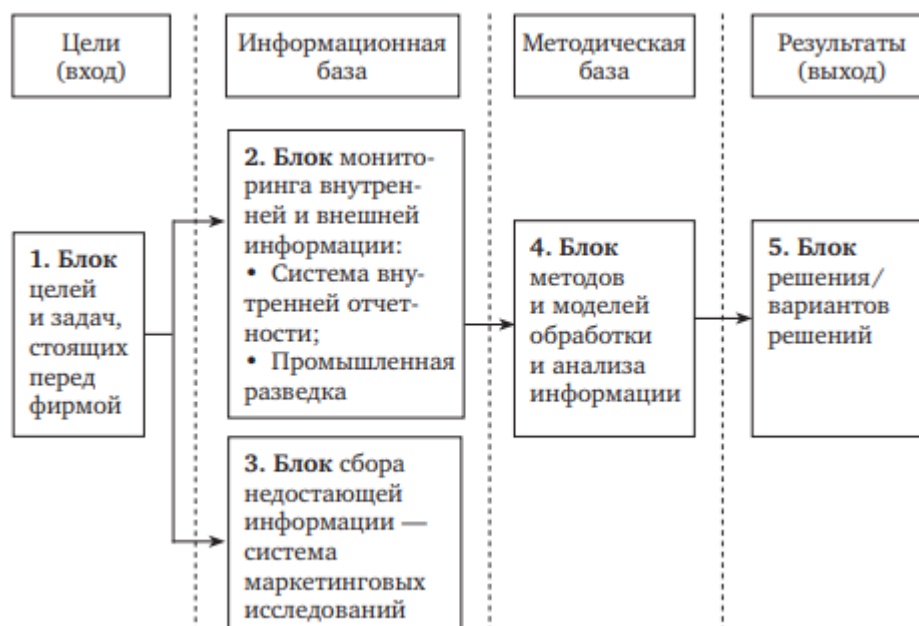 Цели
(вход)
Информационная
база
Методическая
база
Результаты
(выход)
1. Блок
целей
и задач,
стоящих
перед
фирмой
2. Блок монито-
ринга внутрен-
ней и внешней
информации:
• Система вну-
тренней отчет-
ности;
• Промышленная
разведка
3. Блок сбора
недостающей
информации —
система
маркетинговых
исследований
4. Блок
методов
и моделей
обработки
и анализа
информации
5. Блок
решения/
вариантов
решений